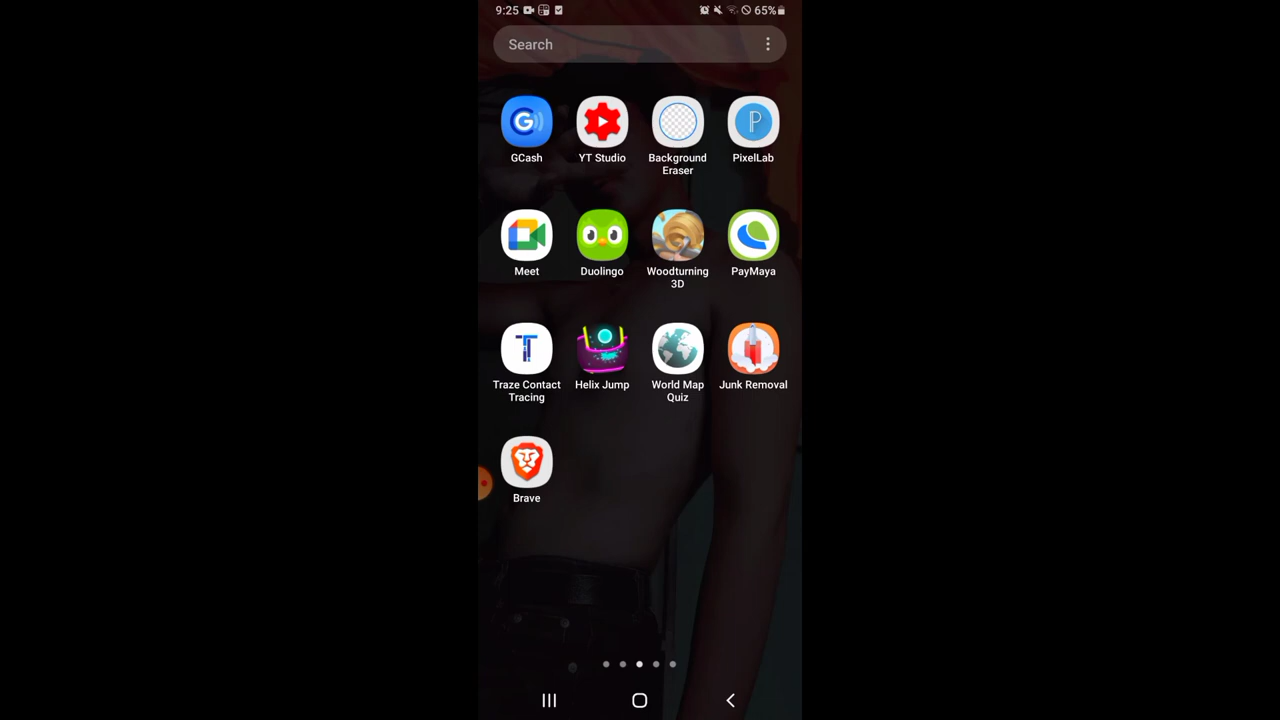 9:25
65%
Search
GCash
YT Studio
Background
Eraser
PixelLab
Meet
Duolingo
Woodturning
3D
PayMaya
Traze Contact
Tracing
Helix Jump
World Map
Quiz
Junk Removal
Brave